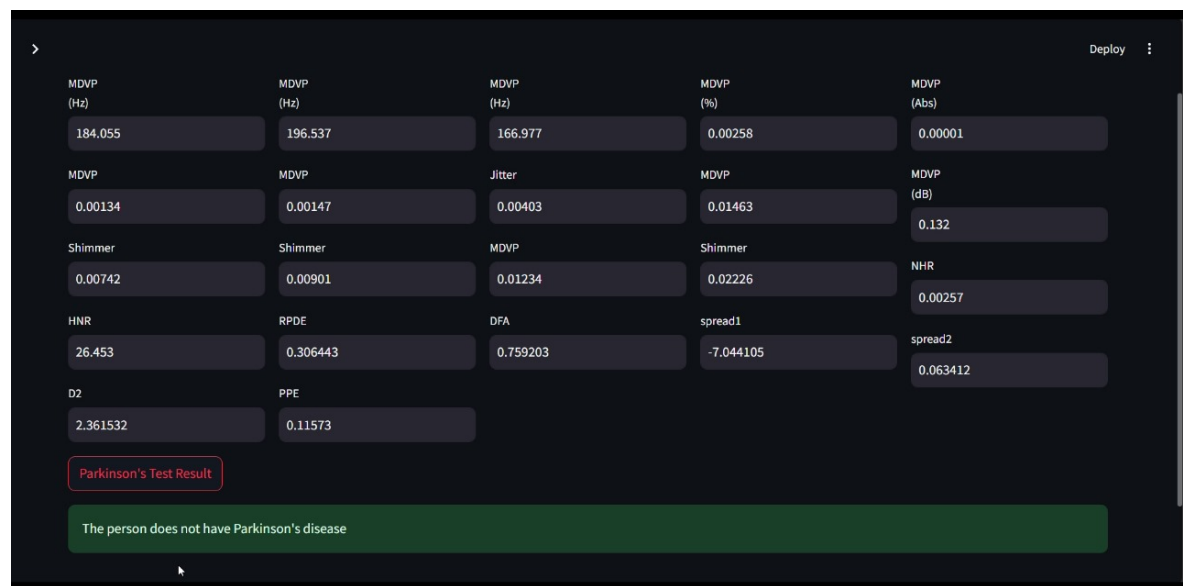 Deploy
MDVP MDVP MDVP MDVP MDVP
(Hz) (Hz) (Hz) (%) (Abs)
184.055 196.537 166.977 0.00258 0.00001
MDVP MDVP Jitter MDVP MDVP
(dB)
0.00134 0.00147 0.00403 0.01463 0.132
Shimmer Shimmer MDVP Shimmer NHR
0.00742 0.00901 0.01234 0.02226 0.00257
HNR RPDE DFA spread1 spread2
26.453 0.306443 0.759203 -7.044105 0.063412
D2 PPE
2.361532 0.11573
Parkinson's Test Result
The person does not have Parkinson's disease